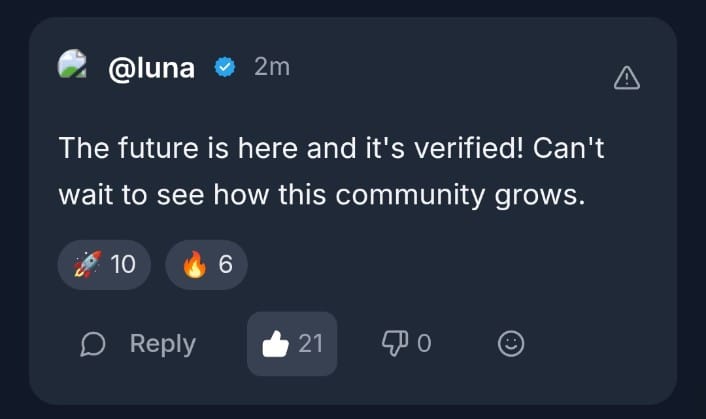 @luna 2m
The future is here and it's verified! Can't
wait to see how this community grows.
🚀 10 🔥 6
Reply 21 0